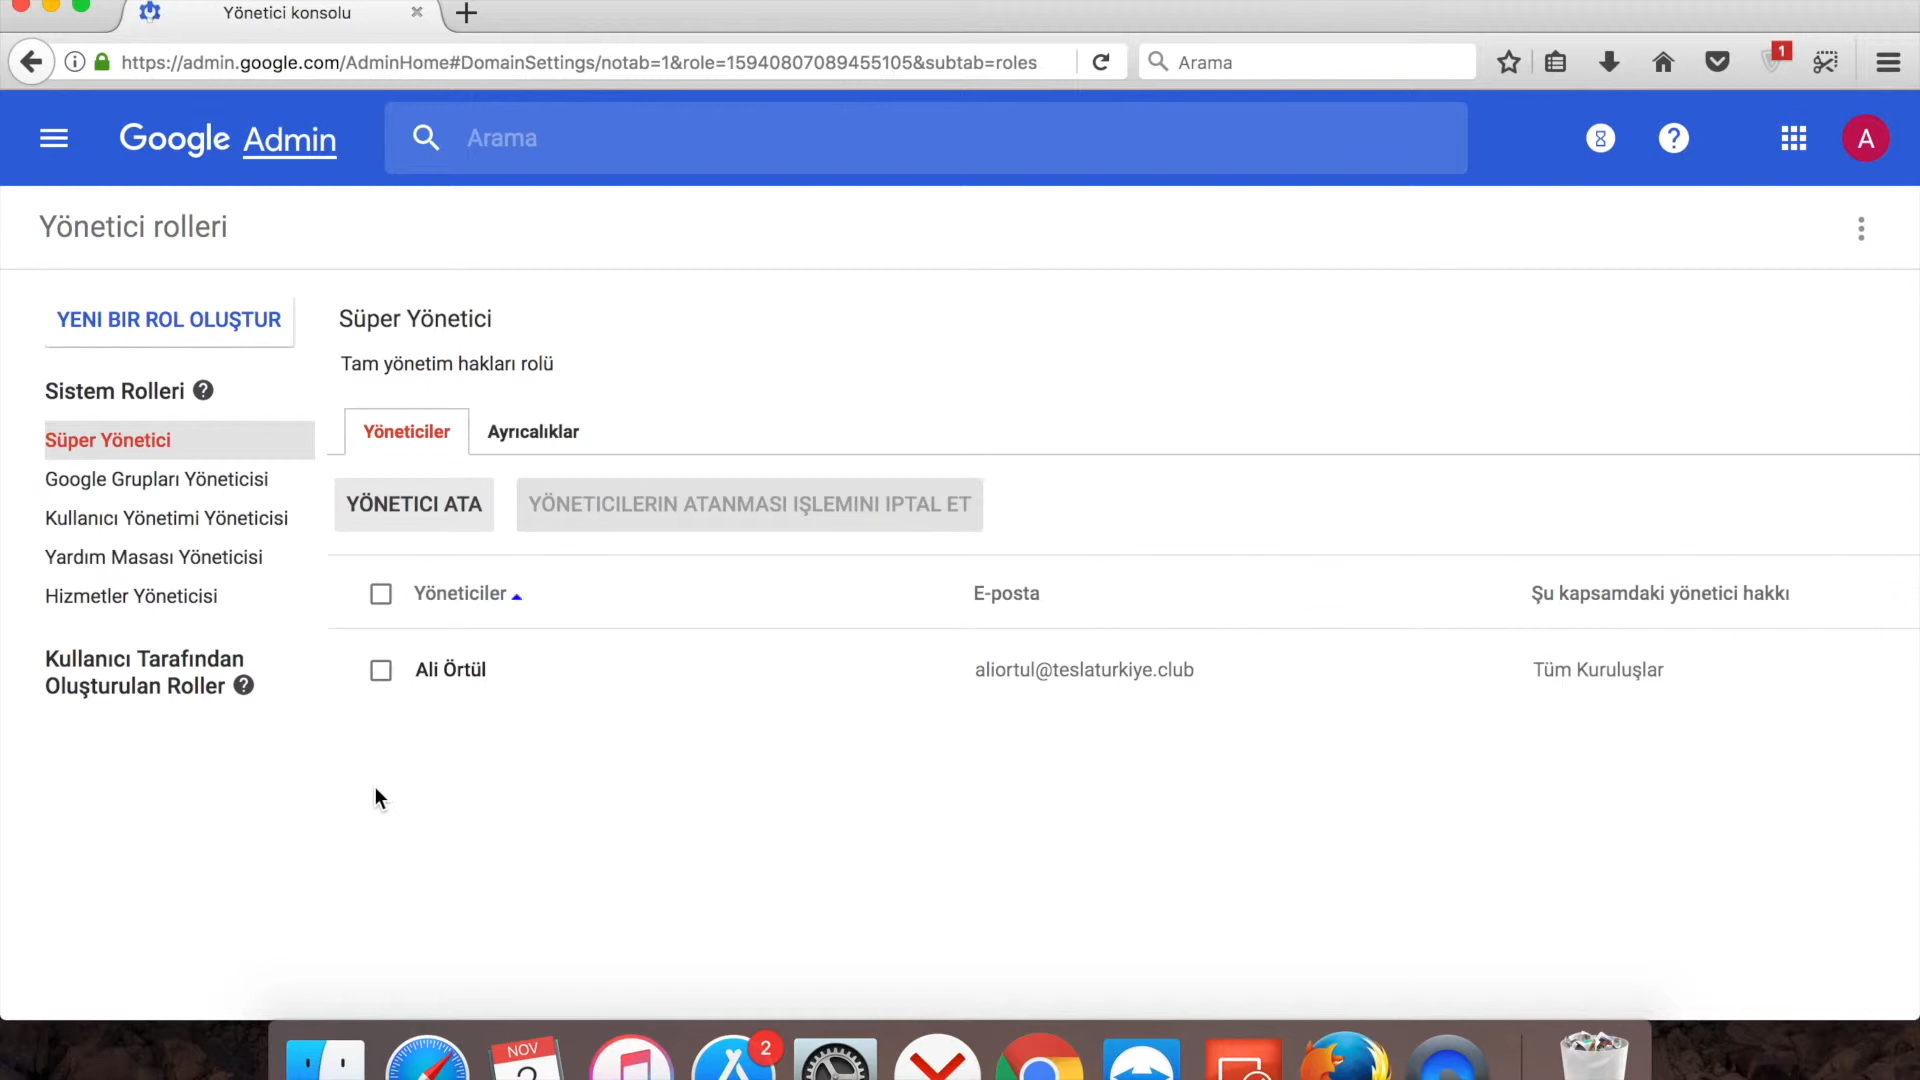 Yönetici konsolu
https://admin.google.com/AdminHome#DomainSettings/notab=1&role=15940807089455105&subtab=roles
Arama
1
Google Admin
Arama
A
Yönetici rolleri
YENI BIR ROL OLUŞTUR
Sistem Rolleri
Süper Yönetici
Google Grupları Yöneticisi
Kullanıcı Yönetimi Yöneticisi
Yardım Masası Yöneticisi
Hizmetler Yöneticisi
Kullanıcı Tarafından
Oluşturulan Roller
Süper Yönetici
Tam yönetim hakları rolü
Yöneticiler
Ayrıcalıklar
YÖNETICI ATA
YÖNETICILERIN ATANMASI IŞLEMINI IPTAL ET
Yöneticiler
E-posta
Şu kapsamdaki yönetici hakkı
Ali Örtül
aliortul@teslaturkiye.club
Tüm Kuruluşlar
NOV
2